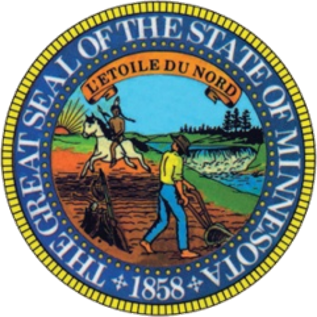 THE GREAT SEAL OF THE STATE OF MINNESOTA
L'ETOILE DU NORD
1858